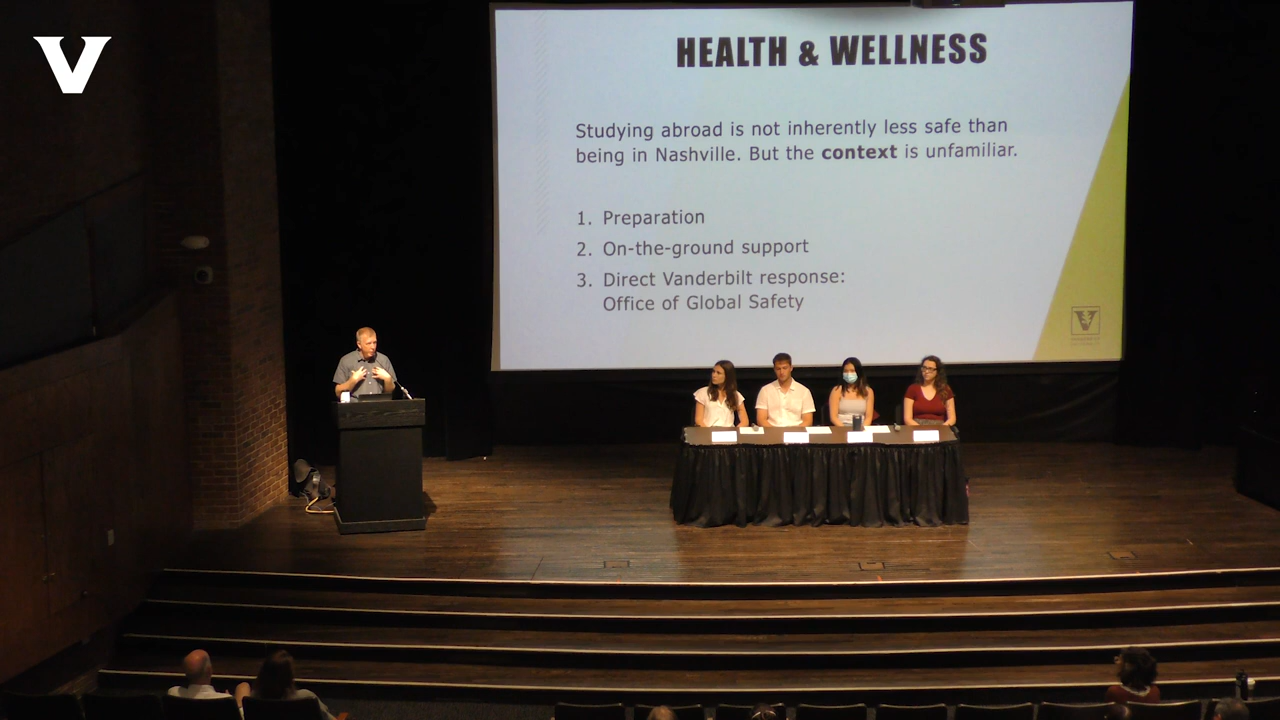 V
HEALTH & WELLNESS
Studying abroad is not inherently less safe than
being in Nashville. But the context is unfamiliar.
1. Preparation
2. On-the-ground support
3. Direct Vanderbilt response:
Office of Global Safety
V